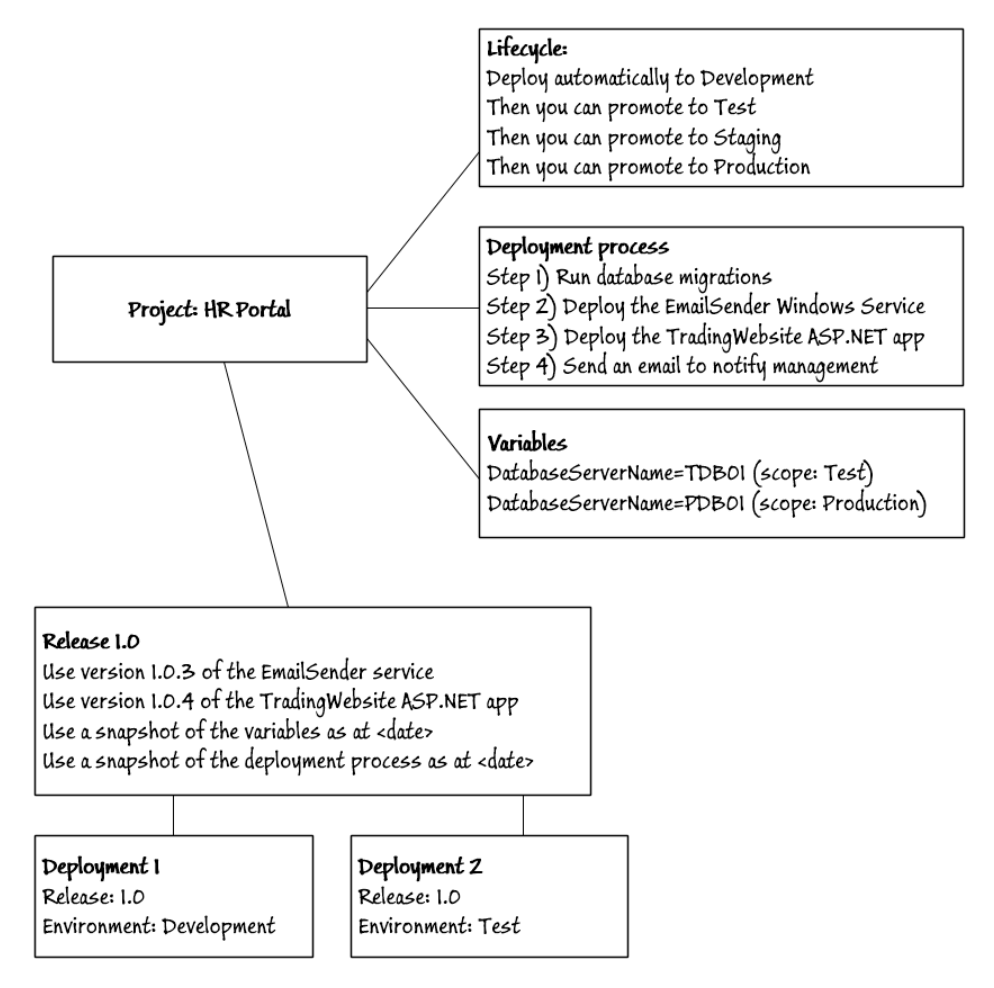 Lifecycle:
Deploy automatically to Development
Then you can promote to Test
Then you can promote to Staging
Then you can promote to Production
Project: HR Portal
Deployment process
Step 1) Run database migrations
Step 2) Deploy the EmailSender Windows Service
Step 3) Deploy the TradingWebsite ASP.NET app
Step 4) Send an email to notify management
Variables
DatabaseServerName=TDB01 (scope: Test)
DatabaseServerName=PDB01 (scope: Production)
Release 1.0
Use version 1.0.3 of the EmailSender service
Use version 1.0.4 of the TradingWebsite ASP.NET app
Use a snapshot of the variables as at <date>
Use a snapshot of the deployment process as at <date>
Deployment 1
Release: 1.0
Environment: Development
Deployment 2
Release: 1.0
Environment: Test